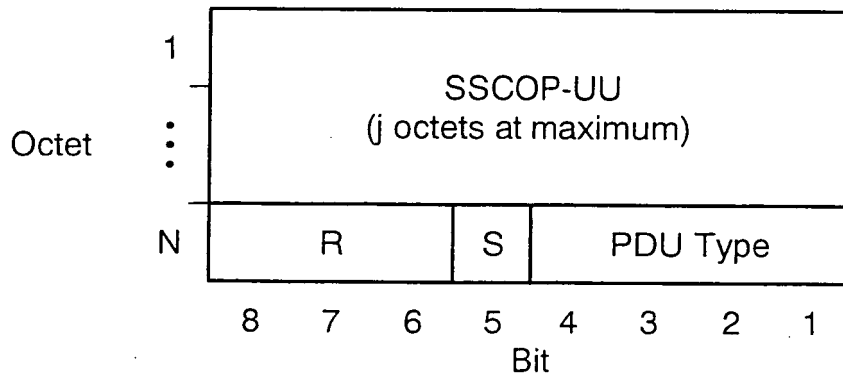 1
SSCOP-UU
(j octets at maximum)
Octet
N R S PDU Type
8 7 6 5 4 3 2 1
Bit